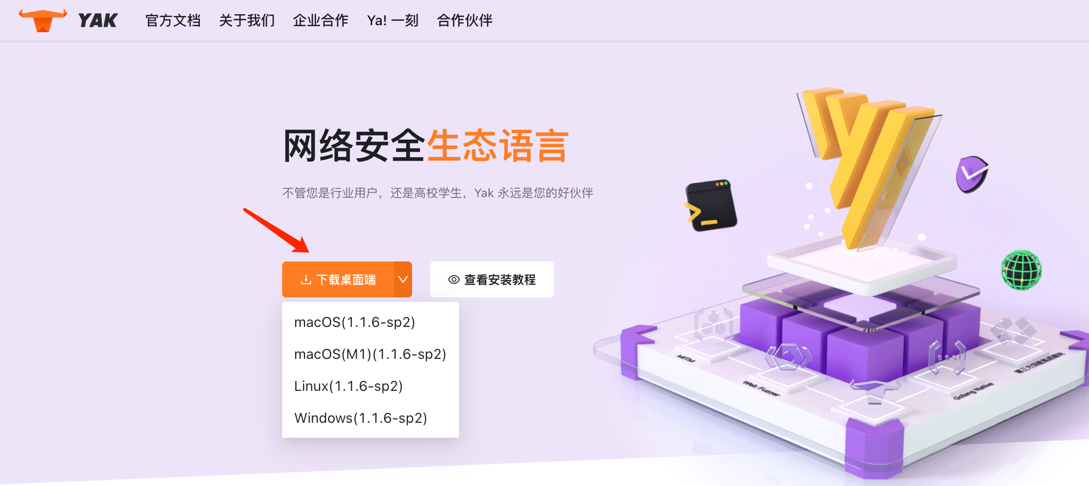 YAK
官方文档
关于我们
企业合作
Ya! 一刻
合作伙伴
网络安全生态语言
不管您是行业用户，还是高校学生，Yak 永远是您的好伙伴
下载桌面端
查看安装教程
macOS(1.1.6-sp2)
macOS(M1)(1.1.6-sp2)
Linux(1.1.6-sp2)
Windows(1.1.6-sp2)
MITM
Web Fuzzer
Golang Native